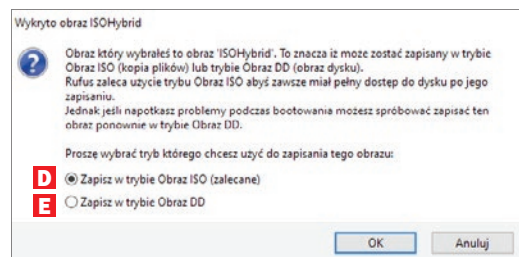 Wykryto obraz ISOHybrid
Obraz który wybrałeś to obraz 'ISOHybrid'. To znacza iż może zostać zapisany w trybie
Obraz ISO (kopia plików) lub trybie Obraz DD (obraz dysku).
Rufus zaleca użycie trybu Obraz ISO abyś zawsze miał pełny dostęp do dysku po jego
zapisaniu.
Jednak jeśli napotkasz problemy podczas bootowania możesz spróbować zapisać ten
obraz ponownie w trybie Obraz DD.
Proszę wybrać tryb którego chcesz użyć do zapisania tego obrazu:
D Zapisz w trybie Obraz ISO (zalecane)
E Zapisz w trybie Obraz DD
OK Anuluj